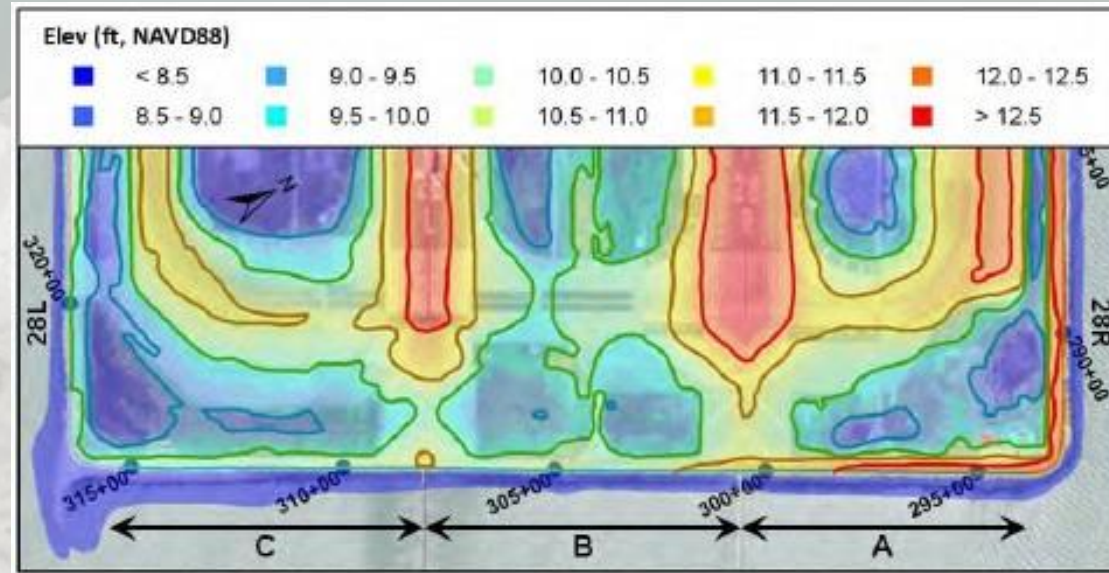 Elev (ft, NAVD88)
< 8.5 9.0 - 9.5 10.0 - 10.5 11.0 - 11.5 12.0 - 12.5
8.5 - 9.0 9.5 - 10.0 10.5 - 11.0 11.5 - 12.0 > 12.5
N
5+00
320+00
28L
28R
290+00
315+00 310+00 305+00 300+00 295+00
C B A